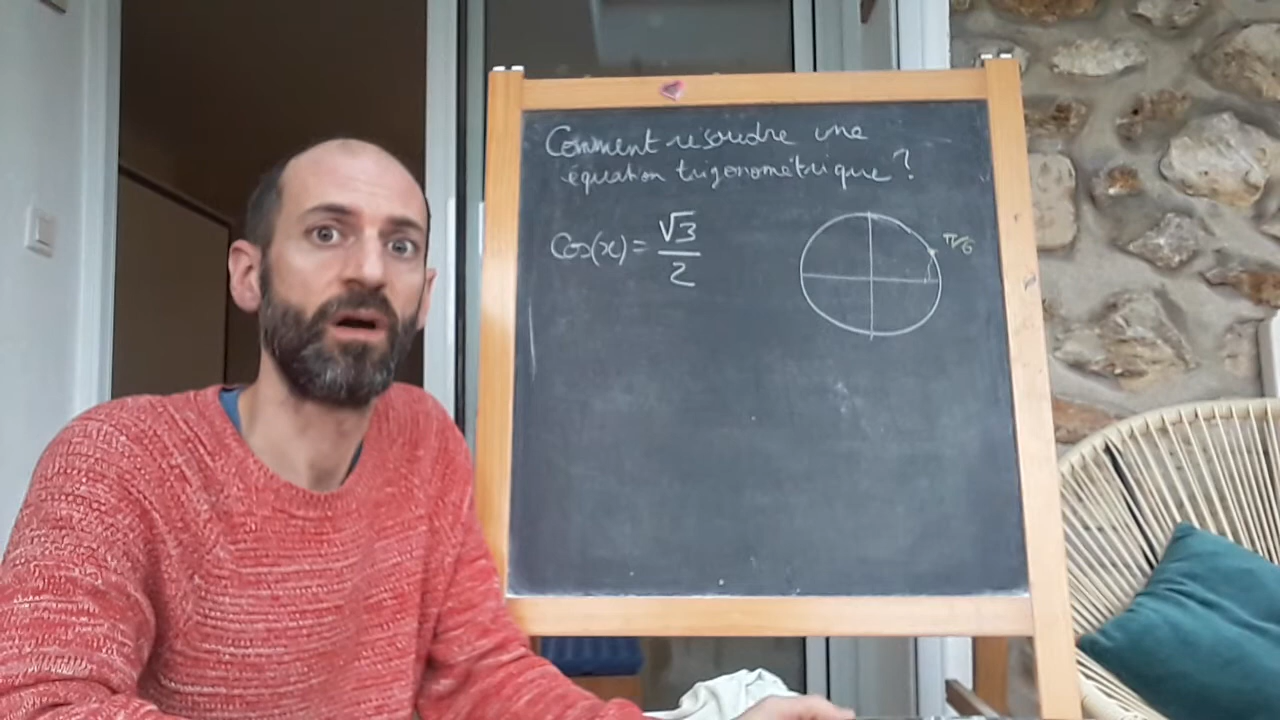 Comment résoudre une
équation trigonométrique ?
Cos(x) = √3/2
π/6